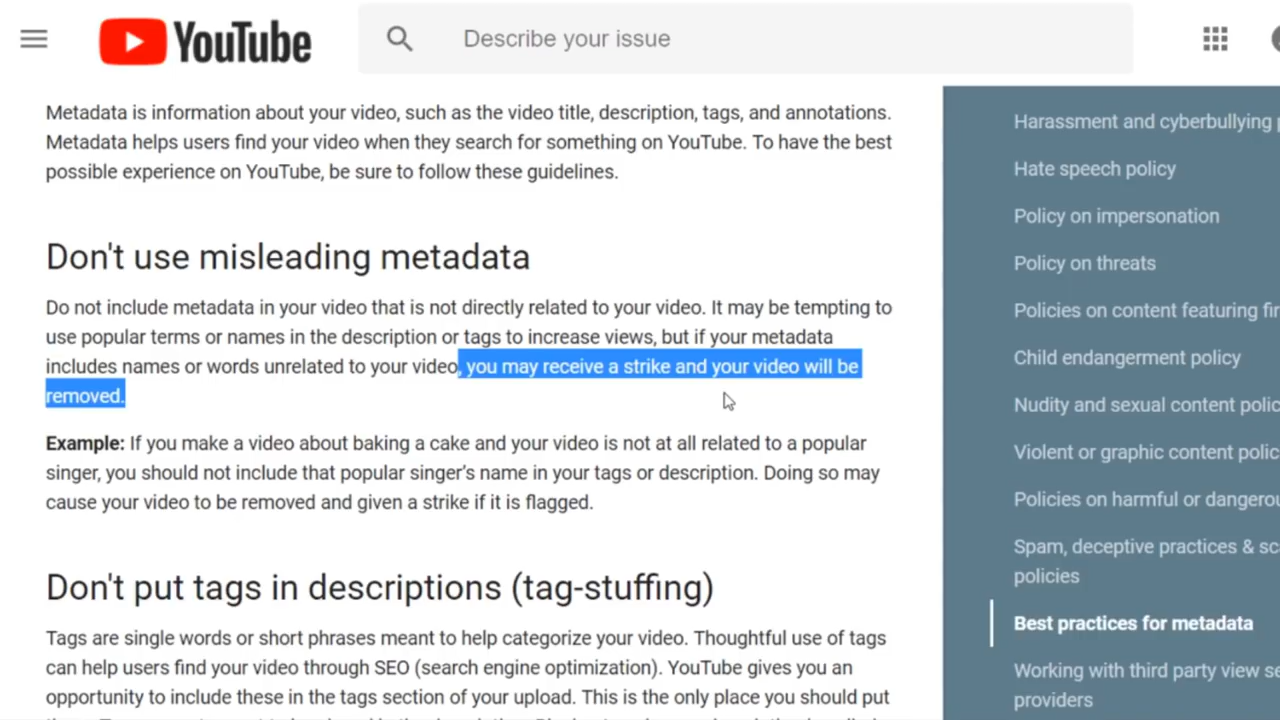 YouTube
Describe your issue
Metadata is information about your video, such as the video title, description, tags, and annotations.
Metadata helps users find your video when they search for something on YouTube. To have the best
possible experience on YouTube, be sure to follow these guidelines.
Don't use misleading metadata
Do not include metadata in your video that is not directly related to your video. It may be tempting to
use popular terms or names in the description or tags to increase views, but if your metadata
includes names or words unrelated to your video, you may receive a strike and your video will be
removed.
Example: If you make a video about baking a cake and your video is not at all related to a popular
singer, you should not include that popular singer's name in your tags or description. Doing so may
cause your video to be removed and given a strike if it is flagged.
Don't put tags in descriptions (tag-stuffing)
Tags are single words or short phrases meant to help categorize your video. Thoughtful use of tags
can help users find your video through SEO (search engine optimization). YouTube gives you an
opportunity to include these in the tags section of your upload. This is the only place you should put
Harassment and cyberbullying
Hate speech policy
Policy on impersonation
Policy on threats
Policies on content featuring
Child endangerment policy
Nudity and sexual content
Violent or graphic content
Policies on harmful or
Spam, deceptive practices &
policies
Best practices for metadata
Working with third party view
providers